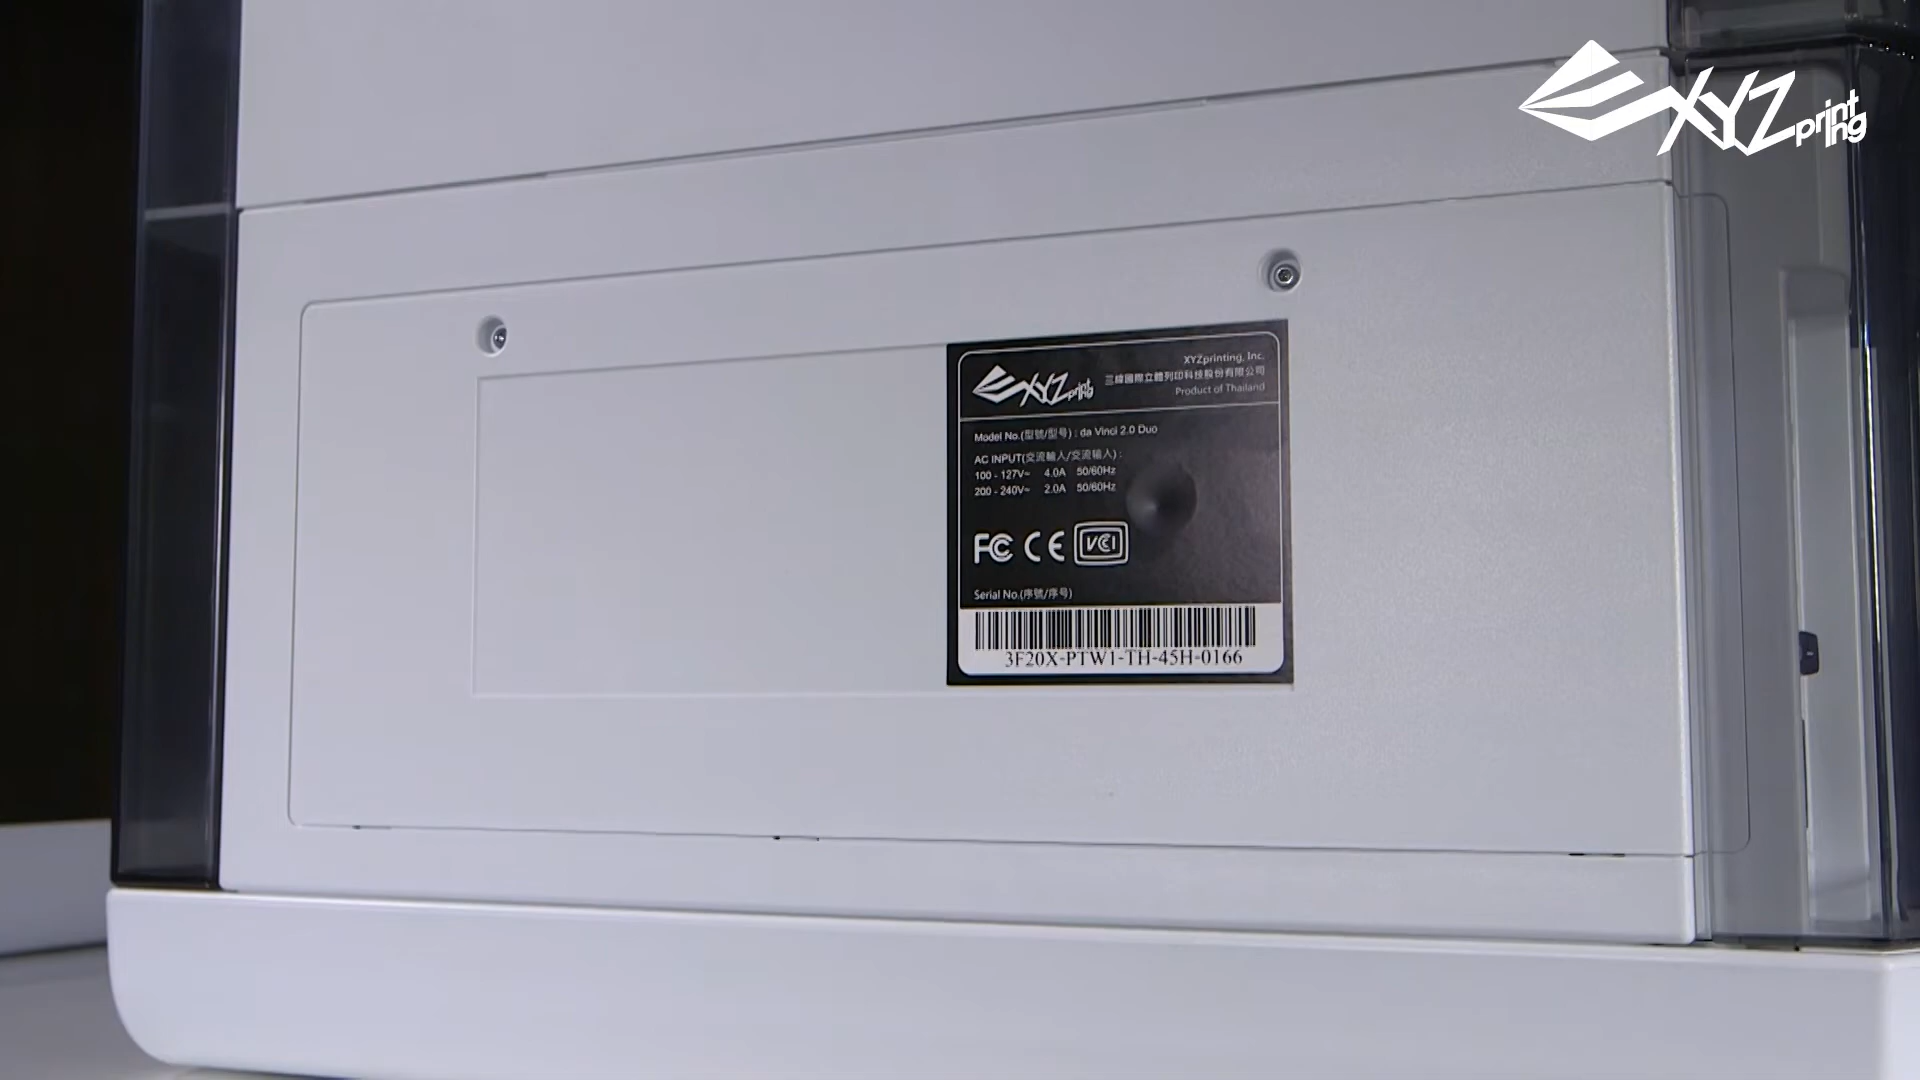 XYZprinting
XYZprinting
XYZprinting, Inc.
三緯國際立體列印科技股份有限公司
Product of Thailand
Model No.(型號/型号) : da Vinci 2.0 Duo
AC INPUT(交流輸入/交流输入) :
100 - 127V~ 4.0A 50/60Hz
200 - 240V~ 2.0A 50/60Hz
FC CE VCI
Serial No.(序號/序号)
3F20X-PTW1-TH-45H-0166